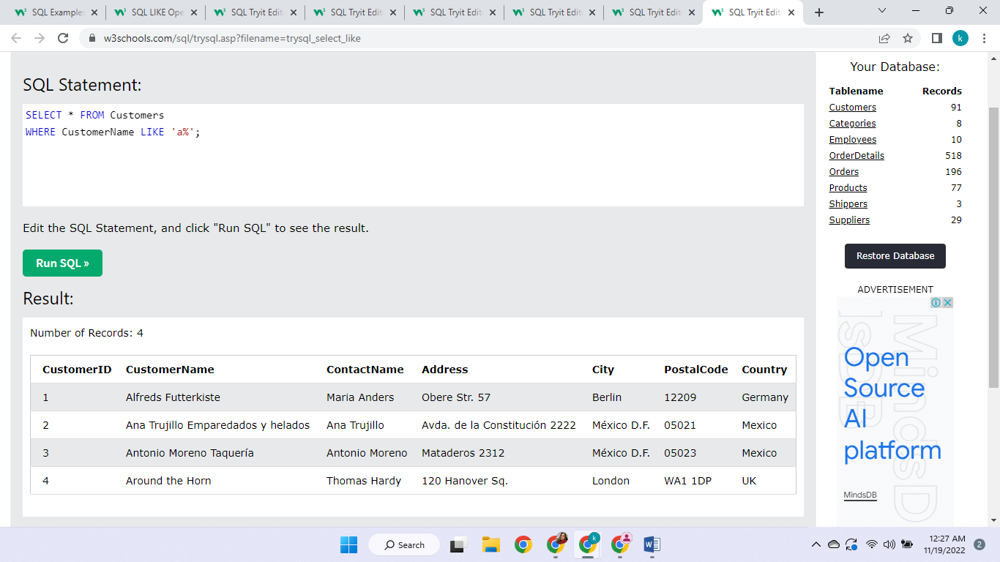 SQL Example
SQL LIKE Ope
SQL Tryit Edit
SQL Tryit Edit
SQL Tryit Edit
SQL Tryit Edit
SQL Tryit Edit
SQL Tryit Edit
w3schools.com/sql/trysql.asp?filename=trysql_select_like
k
SQL Statement:
SELECT * FROM Customers
WHERE CustomerName LIKE 'a%';
Edit the SQL Statement, and click "Run SQL" to see the result.
Run SQL »
Result:
Number of Records: 4
CustomerID CustomerName ContactName Address City PostalCode Country
1 Alfreds Futterkiste Maria Anders Obere Str. 57 Berlin 12209 Germany
2 Ana Trujillo Emparedados y helados Ana Trujillo Avda. de la Constitución 2222 México D.F. 05021 Mexico
3 Antonio Moreno Taquería Antonio Moreno Mataderos 2312 México D.F. 05023 Mexico
4 Around the Horn Thomas Hardy 120 Hanover Sq. London WA1 1DP UK
Your Database:
Tablename Records
Customers 91
Categories 8
Employees 10
OrderDetails 518
Orders 196
Products 77
Shippers 3
Suppliers 29
Restore Database
ADVERTISEMENT
Open
Source
AI
platform
MindsDB
MindsDB
Search
k
12:27 AM
11/19/2022
2